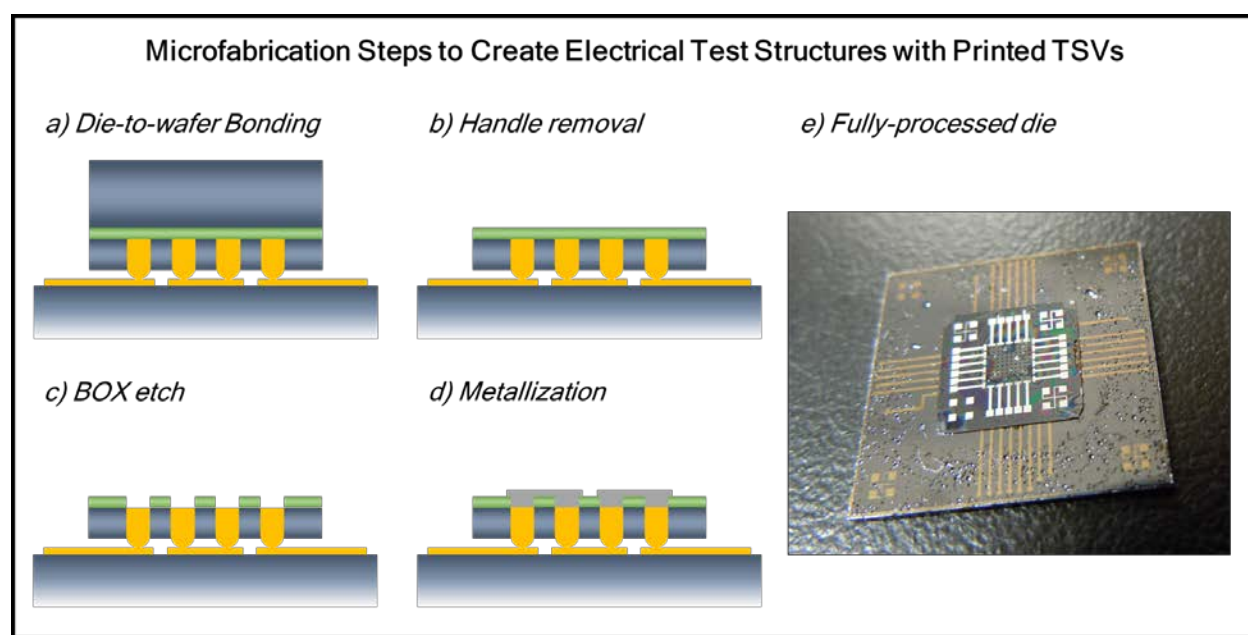 Microfabrication Steps to Create Electrical Test Structures with Printed TSVs
a) Die-to-wafer Bonding
b) Handle removal
e) Fully-processed die
c) BOX etch
d) Metallization